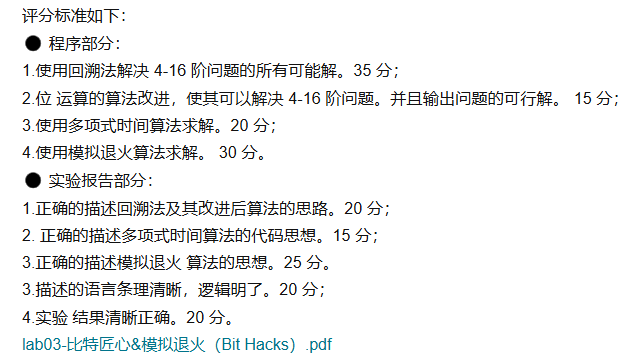 评分标准如下：
● 程序部分：
1.使用回溯法解决 4-16 阶问题的所有可能解。35 分；
2.位 运算的算法改进，使其可以解决 4-16 阶问题。并且输出问题的可行解。 15 分；
3.使用多项式时间算法求解。20 分；
4.使用模拟退火算法求解。 30 分。
● 实验报告部分：
1.正确的描述回溯法及其改进后算法的思路。20 分；
2. 正确的描述多项式时间算法的代码思想。15 分；
3.正确的描述模拟退火 算法的思想。25 分。
3.描述的语言条理清晰，逻辑明了。20 分；
4.实验 结果清晰正确。20 分。
lab03-比特匠心&模拟退火（Bit Hacks）.pdf